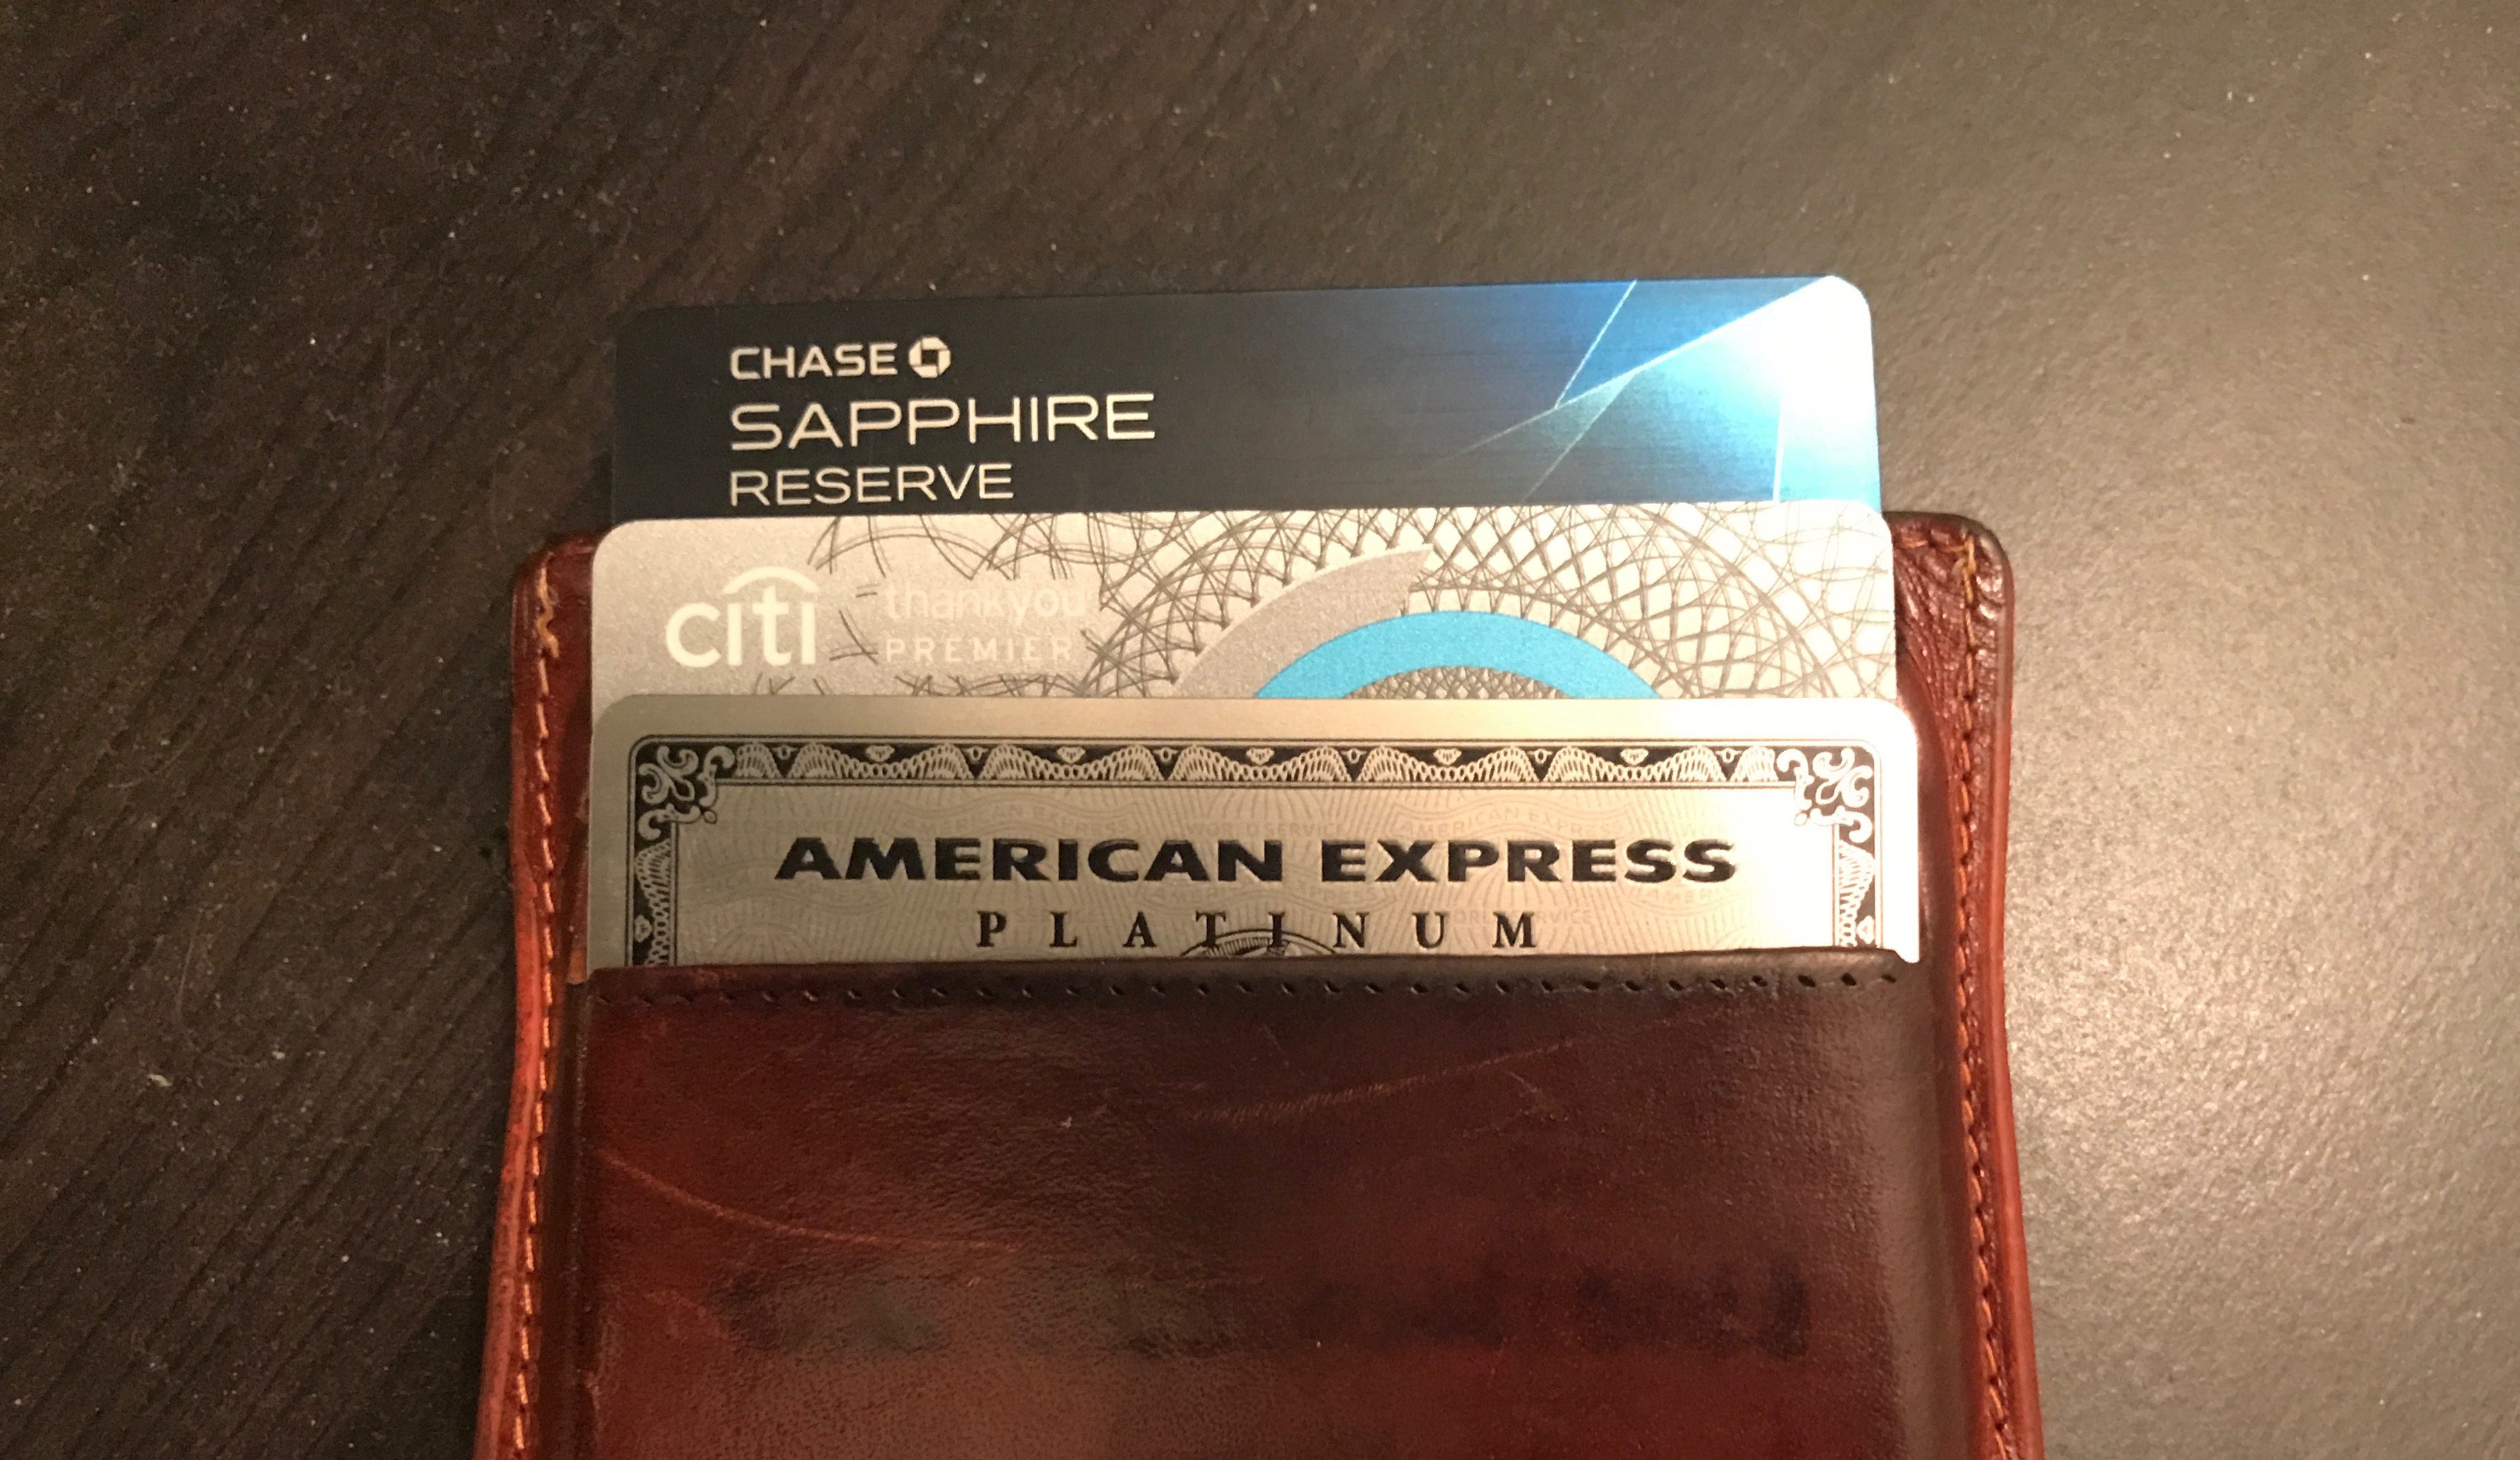 CHASE
SAPPHIRE
RESERVE
citi thankyou
PREMIER
AMERICAN EXPRESS
PLATINUM